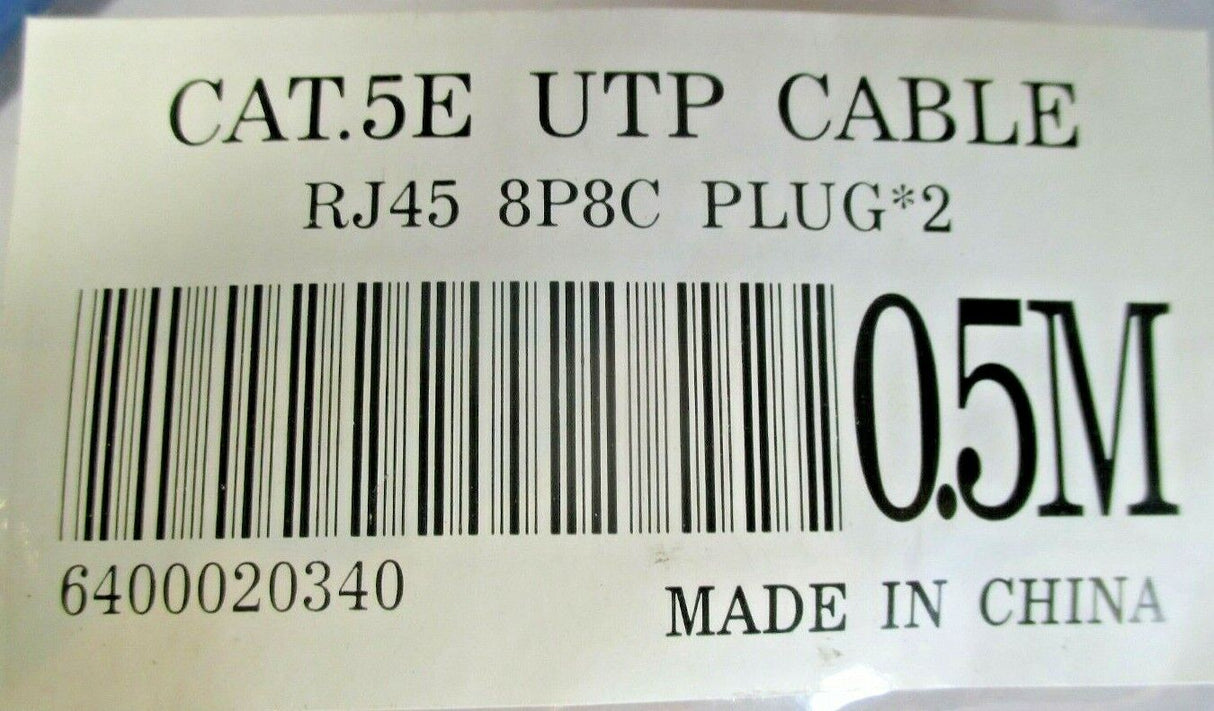 CAT.5E UTP CABLE
RJ45 8P8C PLUG*2
0.5M
6400020340
MADE IN CHINA